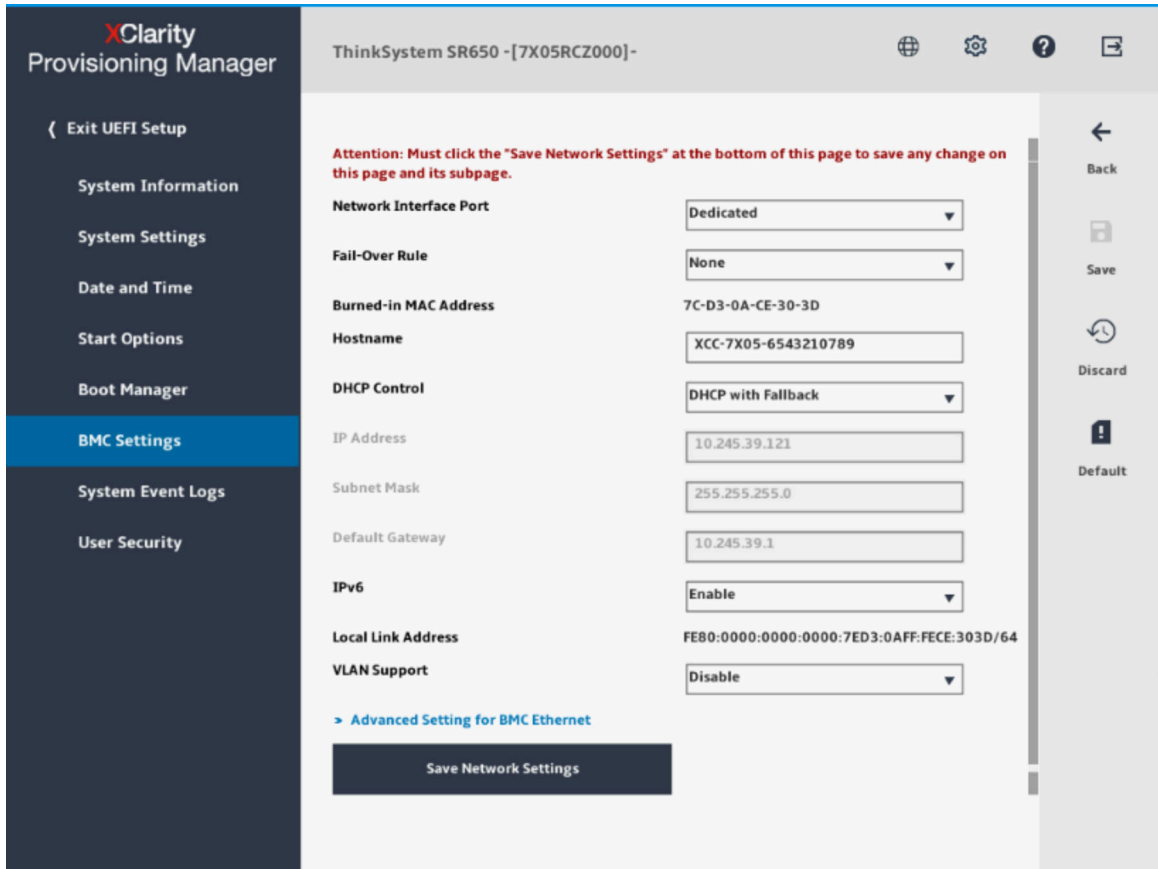 XClarity
Provisioning Manager
ThinkSystem SR650 -[7X05RCZ000]-
Exit UEFI Setup
System Information
System Settings
Date and Time
Start Options
Boot Manager
BMC Settings
System Event Logs
User Security
Attention: Must click the "Save Network Settings" at the bottom of this page to save any change on
this page and its subpage.
Network Interface Port Dedicated
Fail-Over Rule None
Burned-in MAC Address 7C-D3-0A-CE-30-3D
Hostname XCC-7X05-6543210789
DHCP Control DHCP with Fallback
IP Address 10.245.39.121
Subnet Mask 255.255.255.0
Default Gateway 10.245.39.1
IPv6 Enable
Local Link Address FE80:0000:0000:0000:7ED3:0AFF:FECE:303D/64
VLAN Support Disable
> Advanced Setting for BMC Ethernet
Save Network Settings
Back
Save
Discard
Default